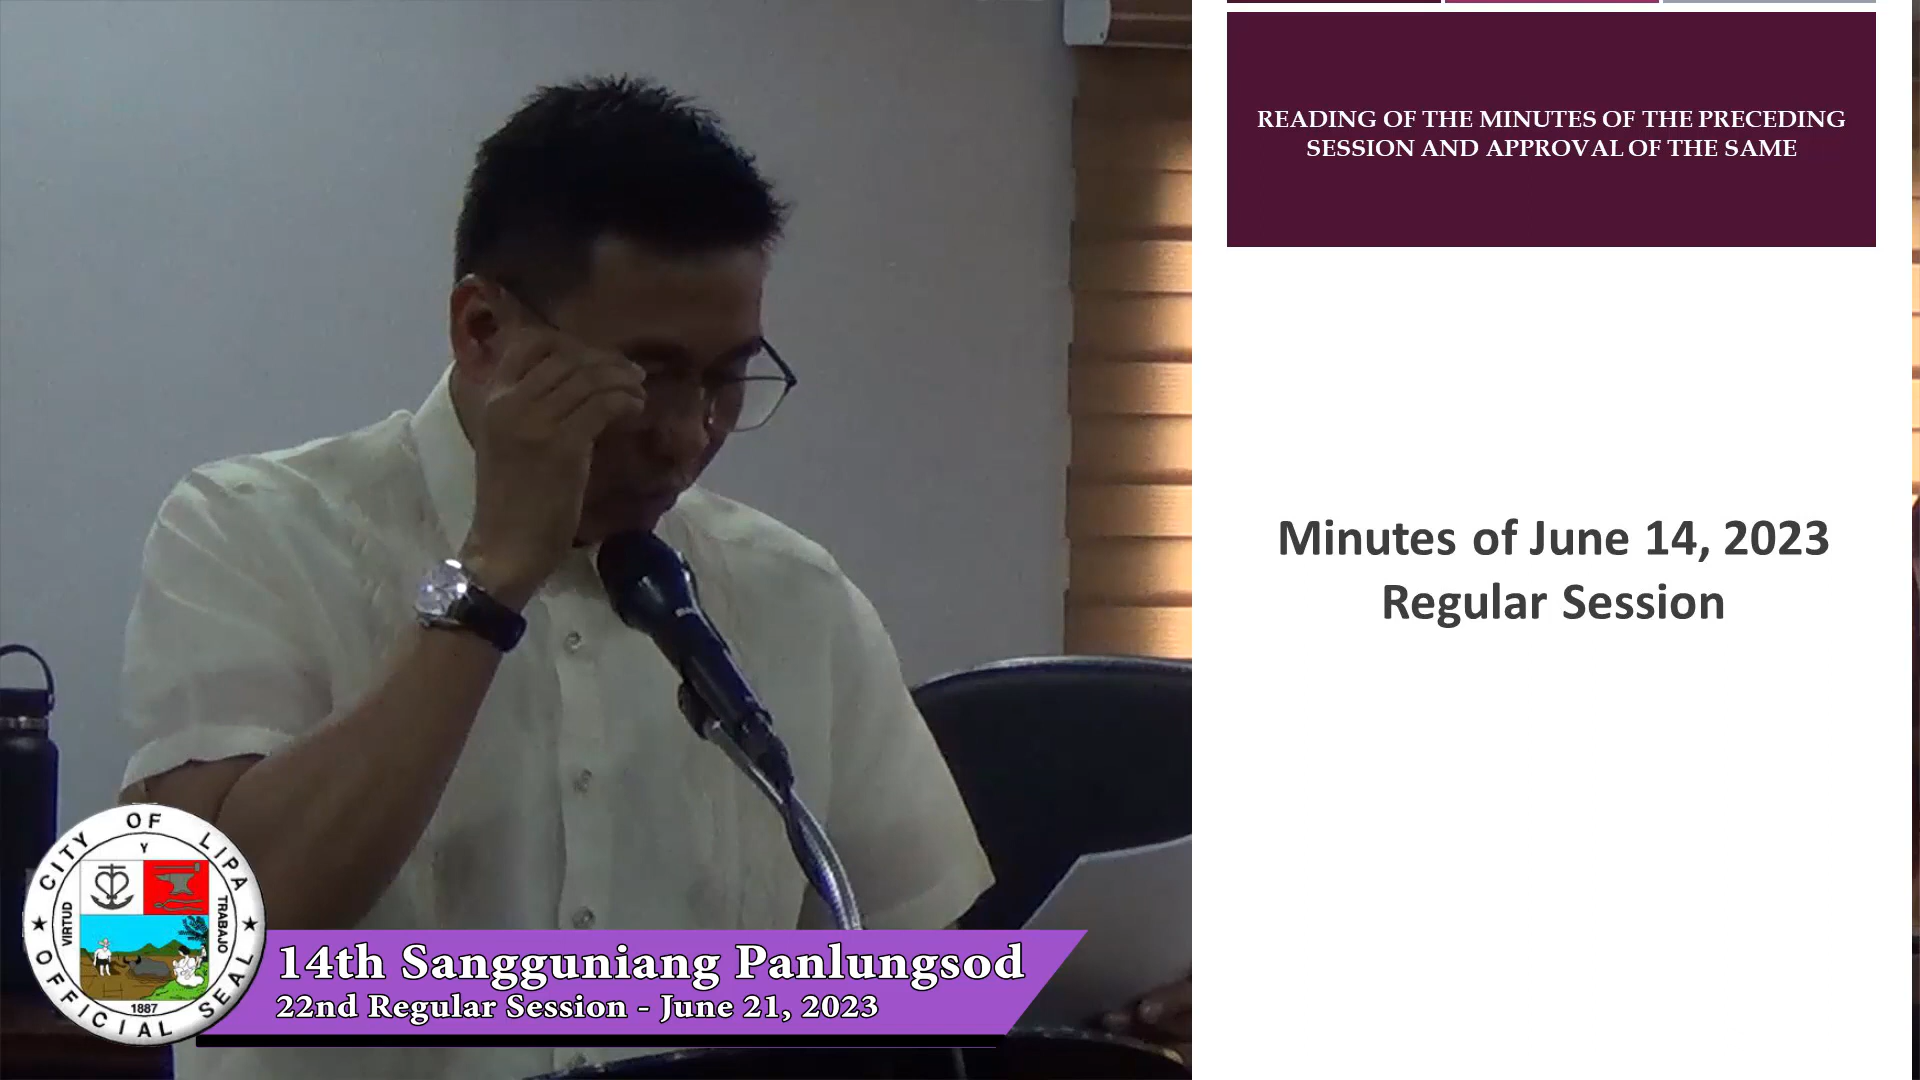 READING OF THE MINUTES OF THE PRECEDING
SESSION AND APPROVAL OF THE SAME
Minutes of June 14, 2023
Regular Session
CITY OF LIPA
Y
VIRTUD
TRABAJO
1887
OFFICIAL SEAL
14th Sangguniang Panlungsod
22nd Regular Session - June 21, 2023